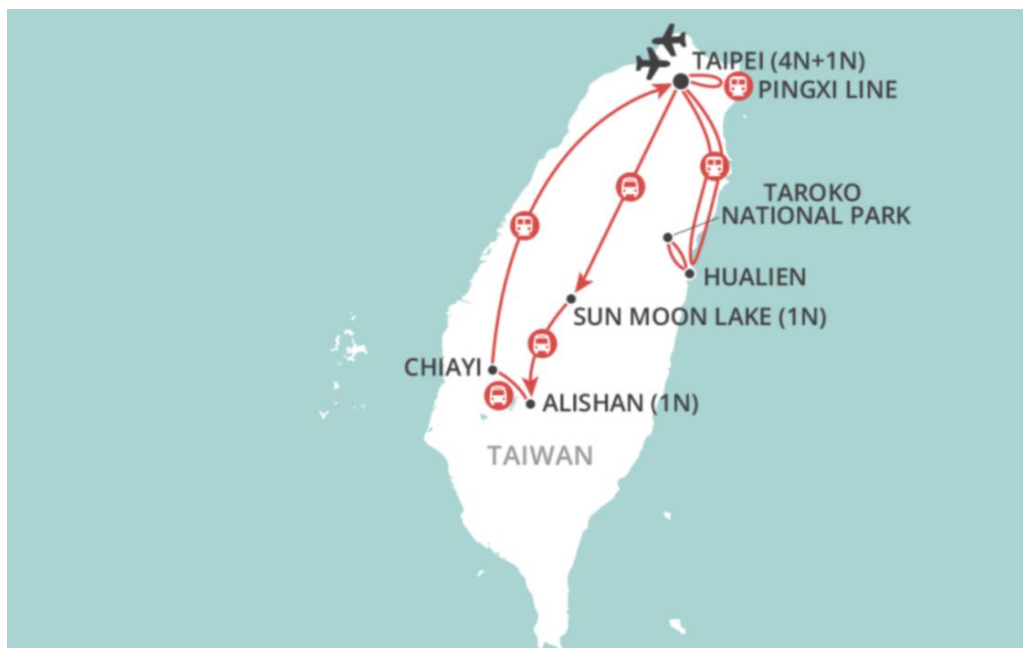 TAIPEI (4N+1N)
PINGXI LINE
TAROKO
NATIONAL PARK
HUALIEN
SUN MOON LAKE (1N)
CHIAYI
ALISHAN (1N)
TAIWAN